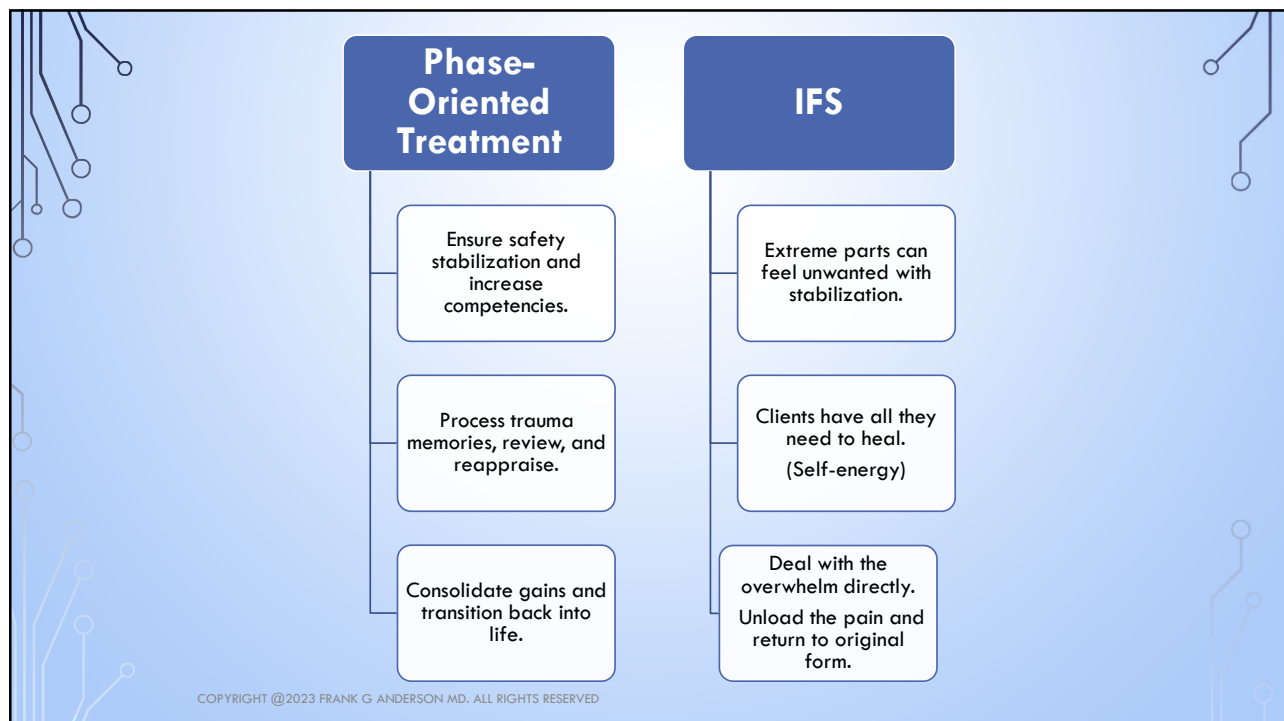 Phase-
Oriented
Treatment
Ensure safety
stabilization and
increase
competencies.
Process trauma
memories, review, and
reappraise.
Consolidate gains and
transition back into
life.
IFS
Extreme parts can
feel unwanted with
stabilization.
Clients have all they
need to heal.
(Self-energy)
Deal with the
overwhelm directly.
Unload the pain and
return to original
form.
COPYRIGHT @2023 FRANK G ANDERSON MD. ALL RIGHTS RESERVED